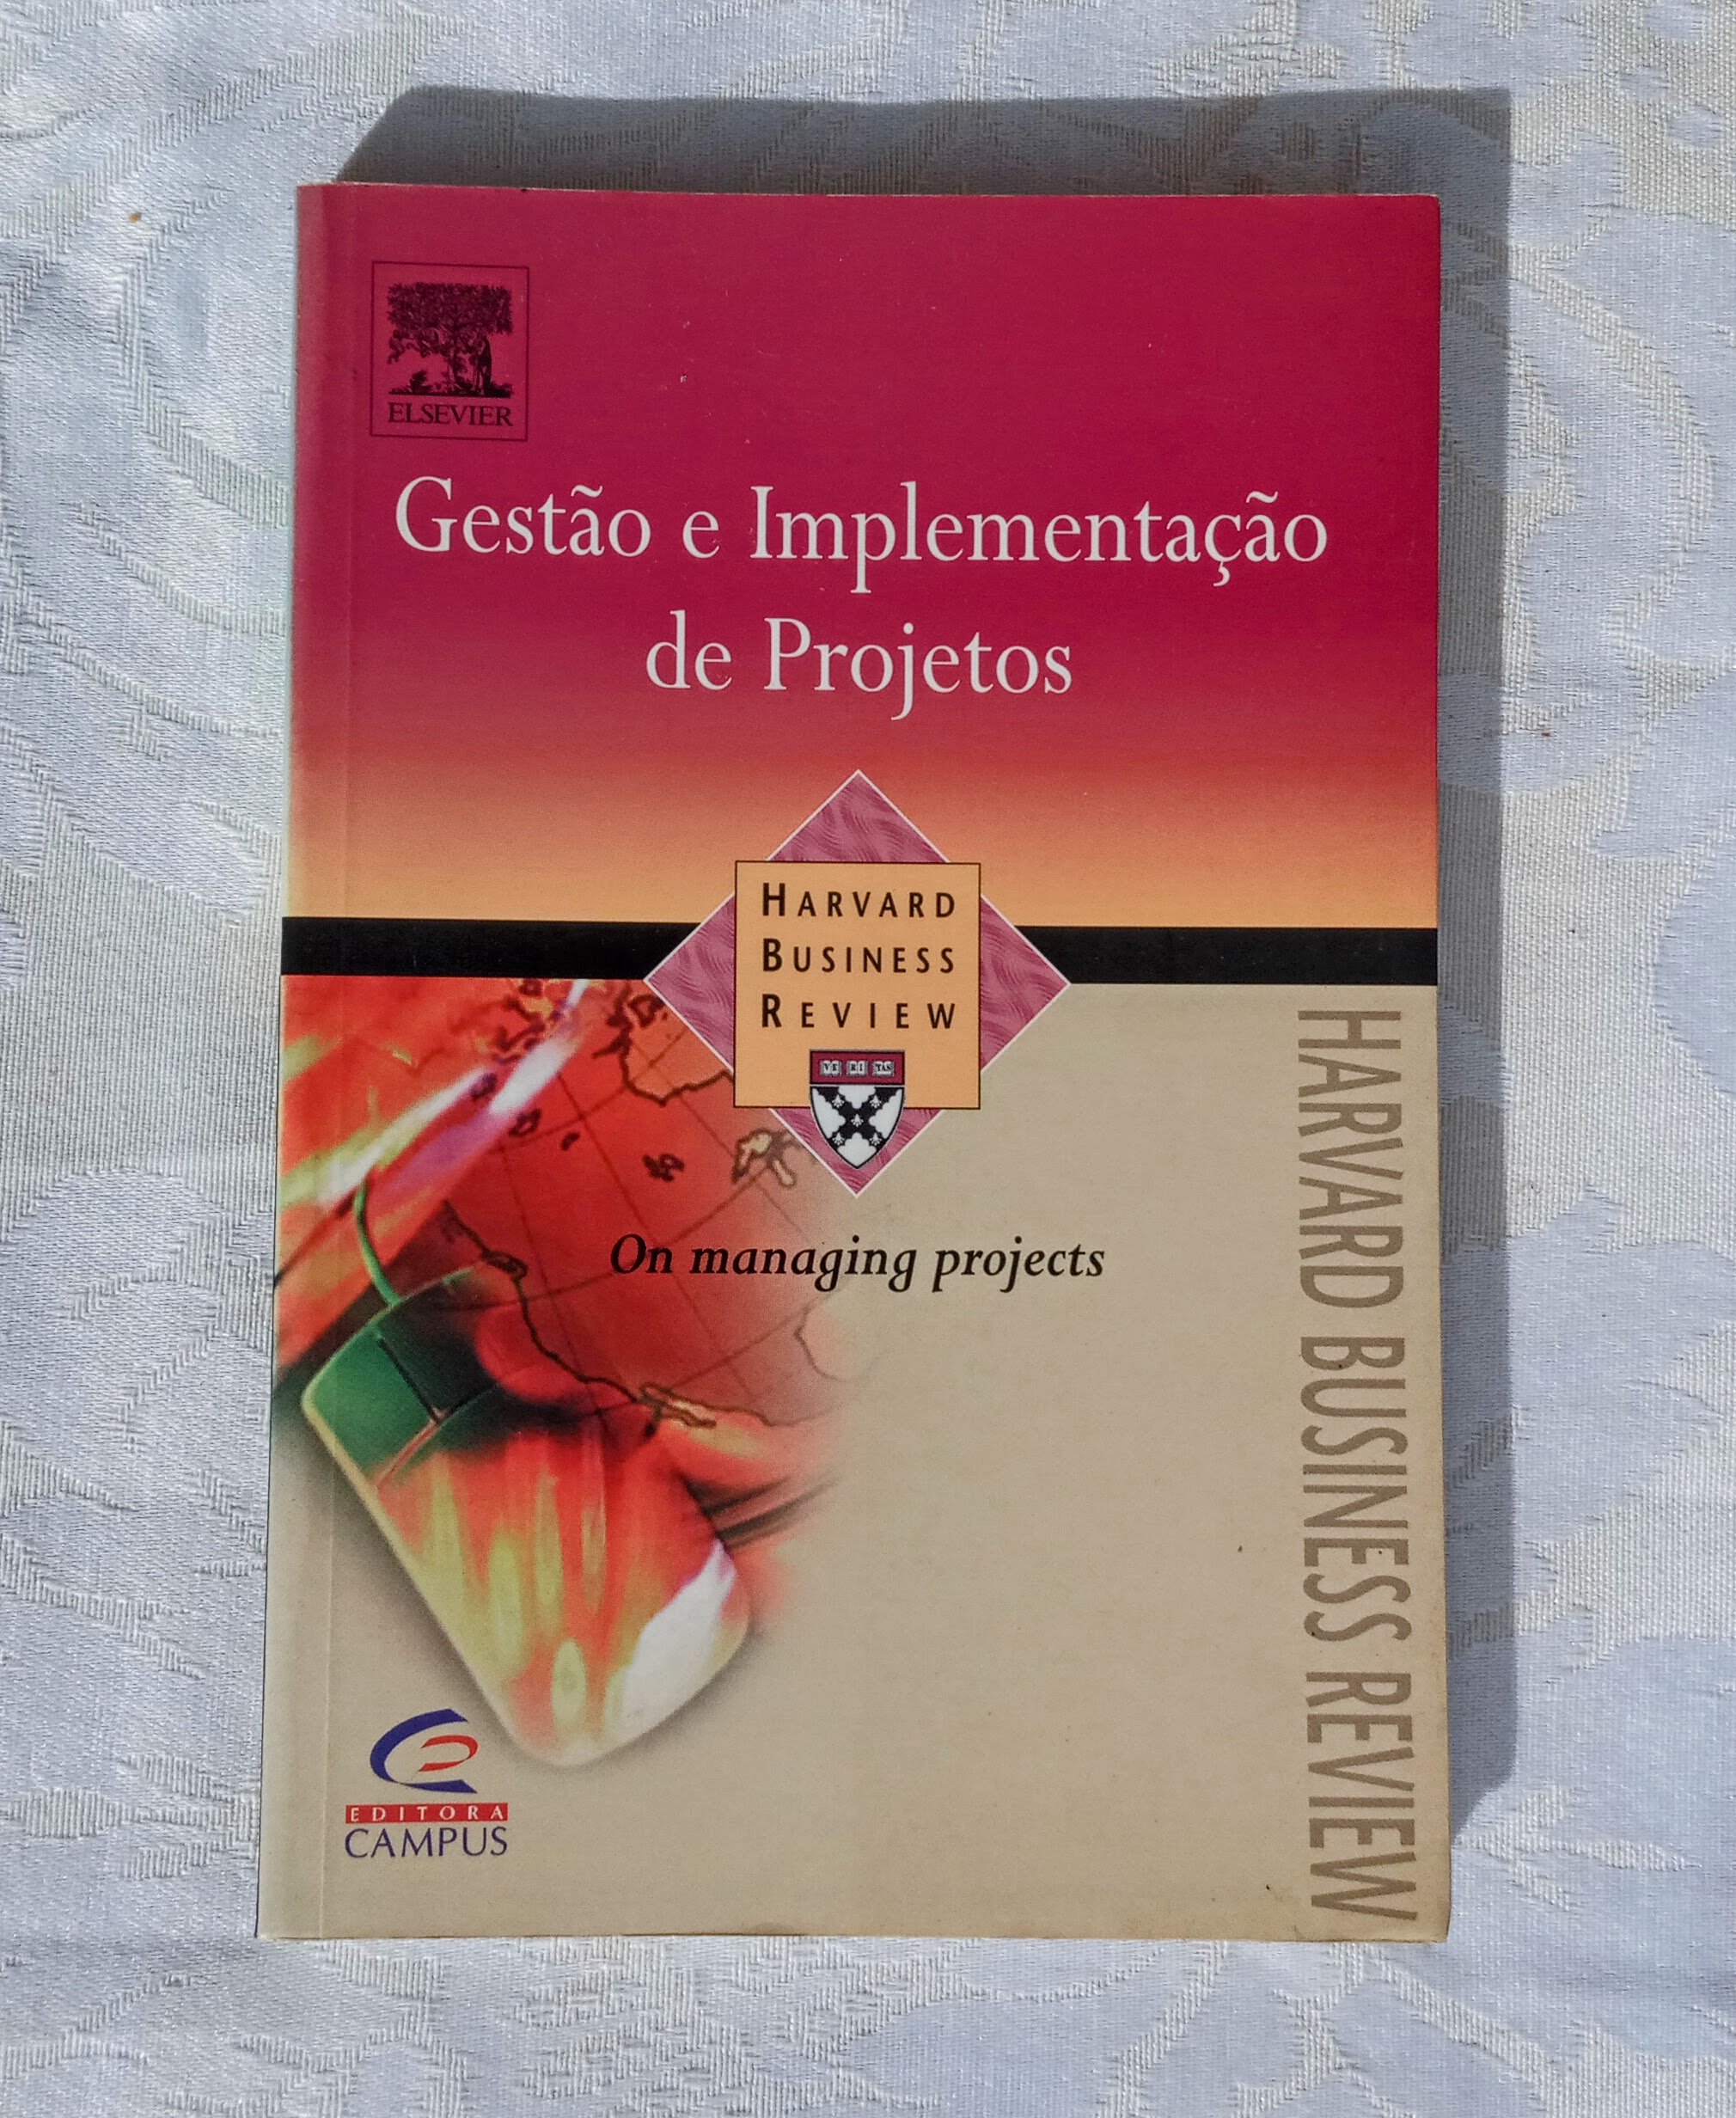 ELSEVIER
Gestão e Implementação
de Projetos
HARVARD
BUSINESS
REVIEW
VE RI TAS
On managing projects
HARVARD BUSINESS REVIEW
EDITORA
CAMPUS